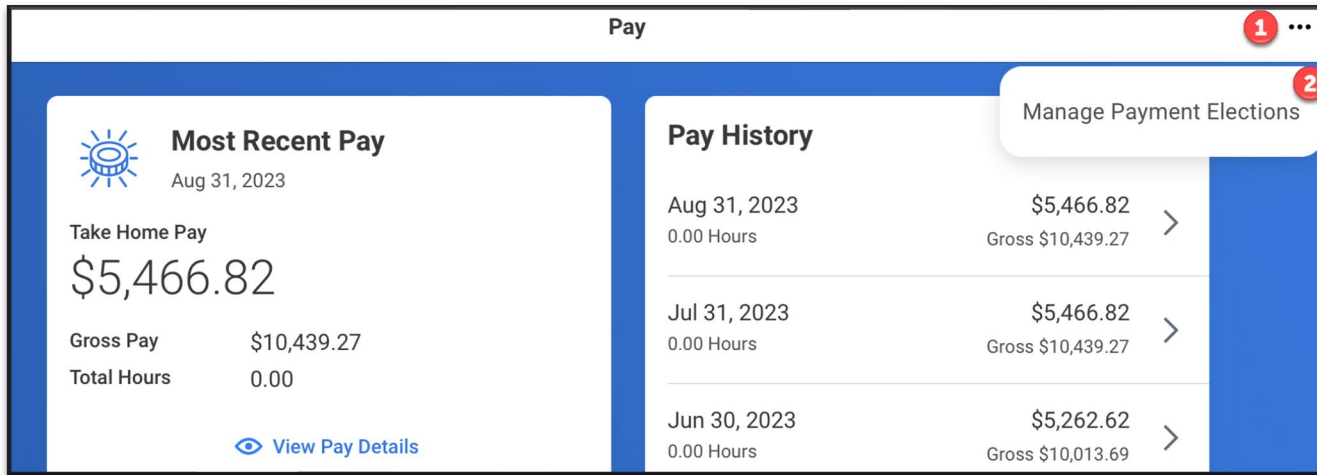 Pay
1 •••
2
Manage Payment Elections
Most Recent Pay
Aug 31, 2023
Take Home Pay
$5,466.82
Gross Pay $10,439.27
Total Hours 0.00
View Pay Details
Pay History
Aug 31, 2023 $5,466.82
0.00 Hours Gross $10,439.27
Jul 31, 2023 $5,466.82
0.00 Hours Gross $10,439.27
Jun 30, 2023 $5,262.62
0.00 Hours Gross $10,013.69